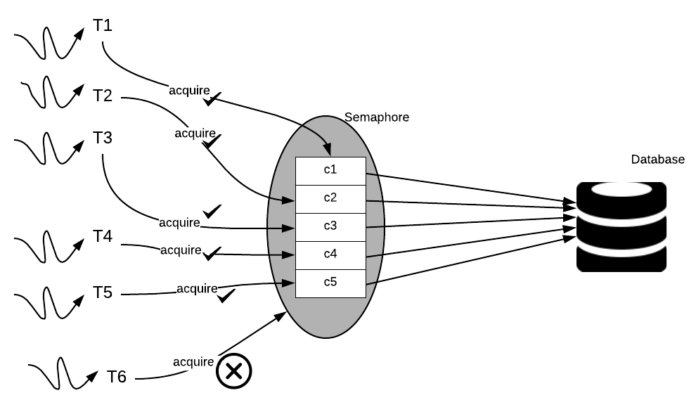 T1
acquire
T2
acquire
T3
acquire
T4
acquire
T5
acquire
T6
acquire
Semaphore
c1
c2
c3
c4
c5
Database